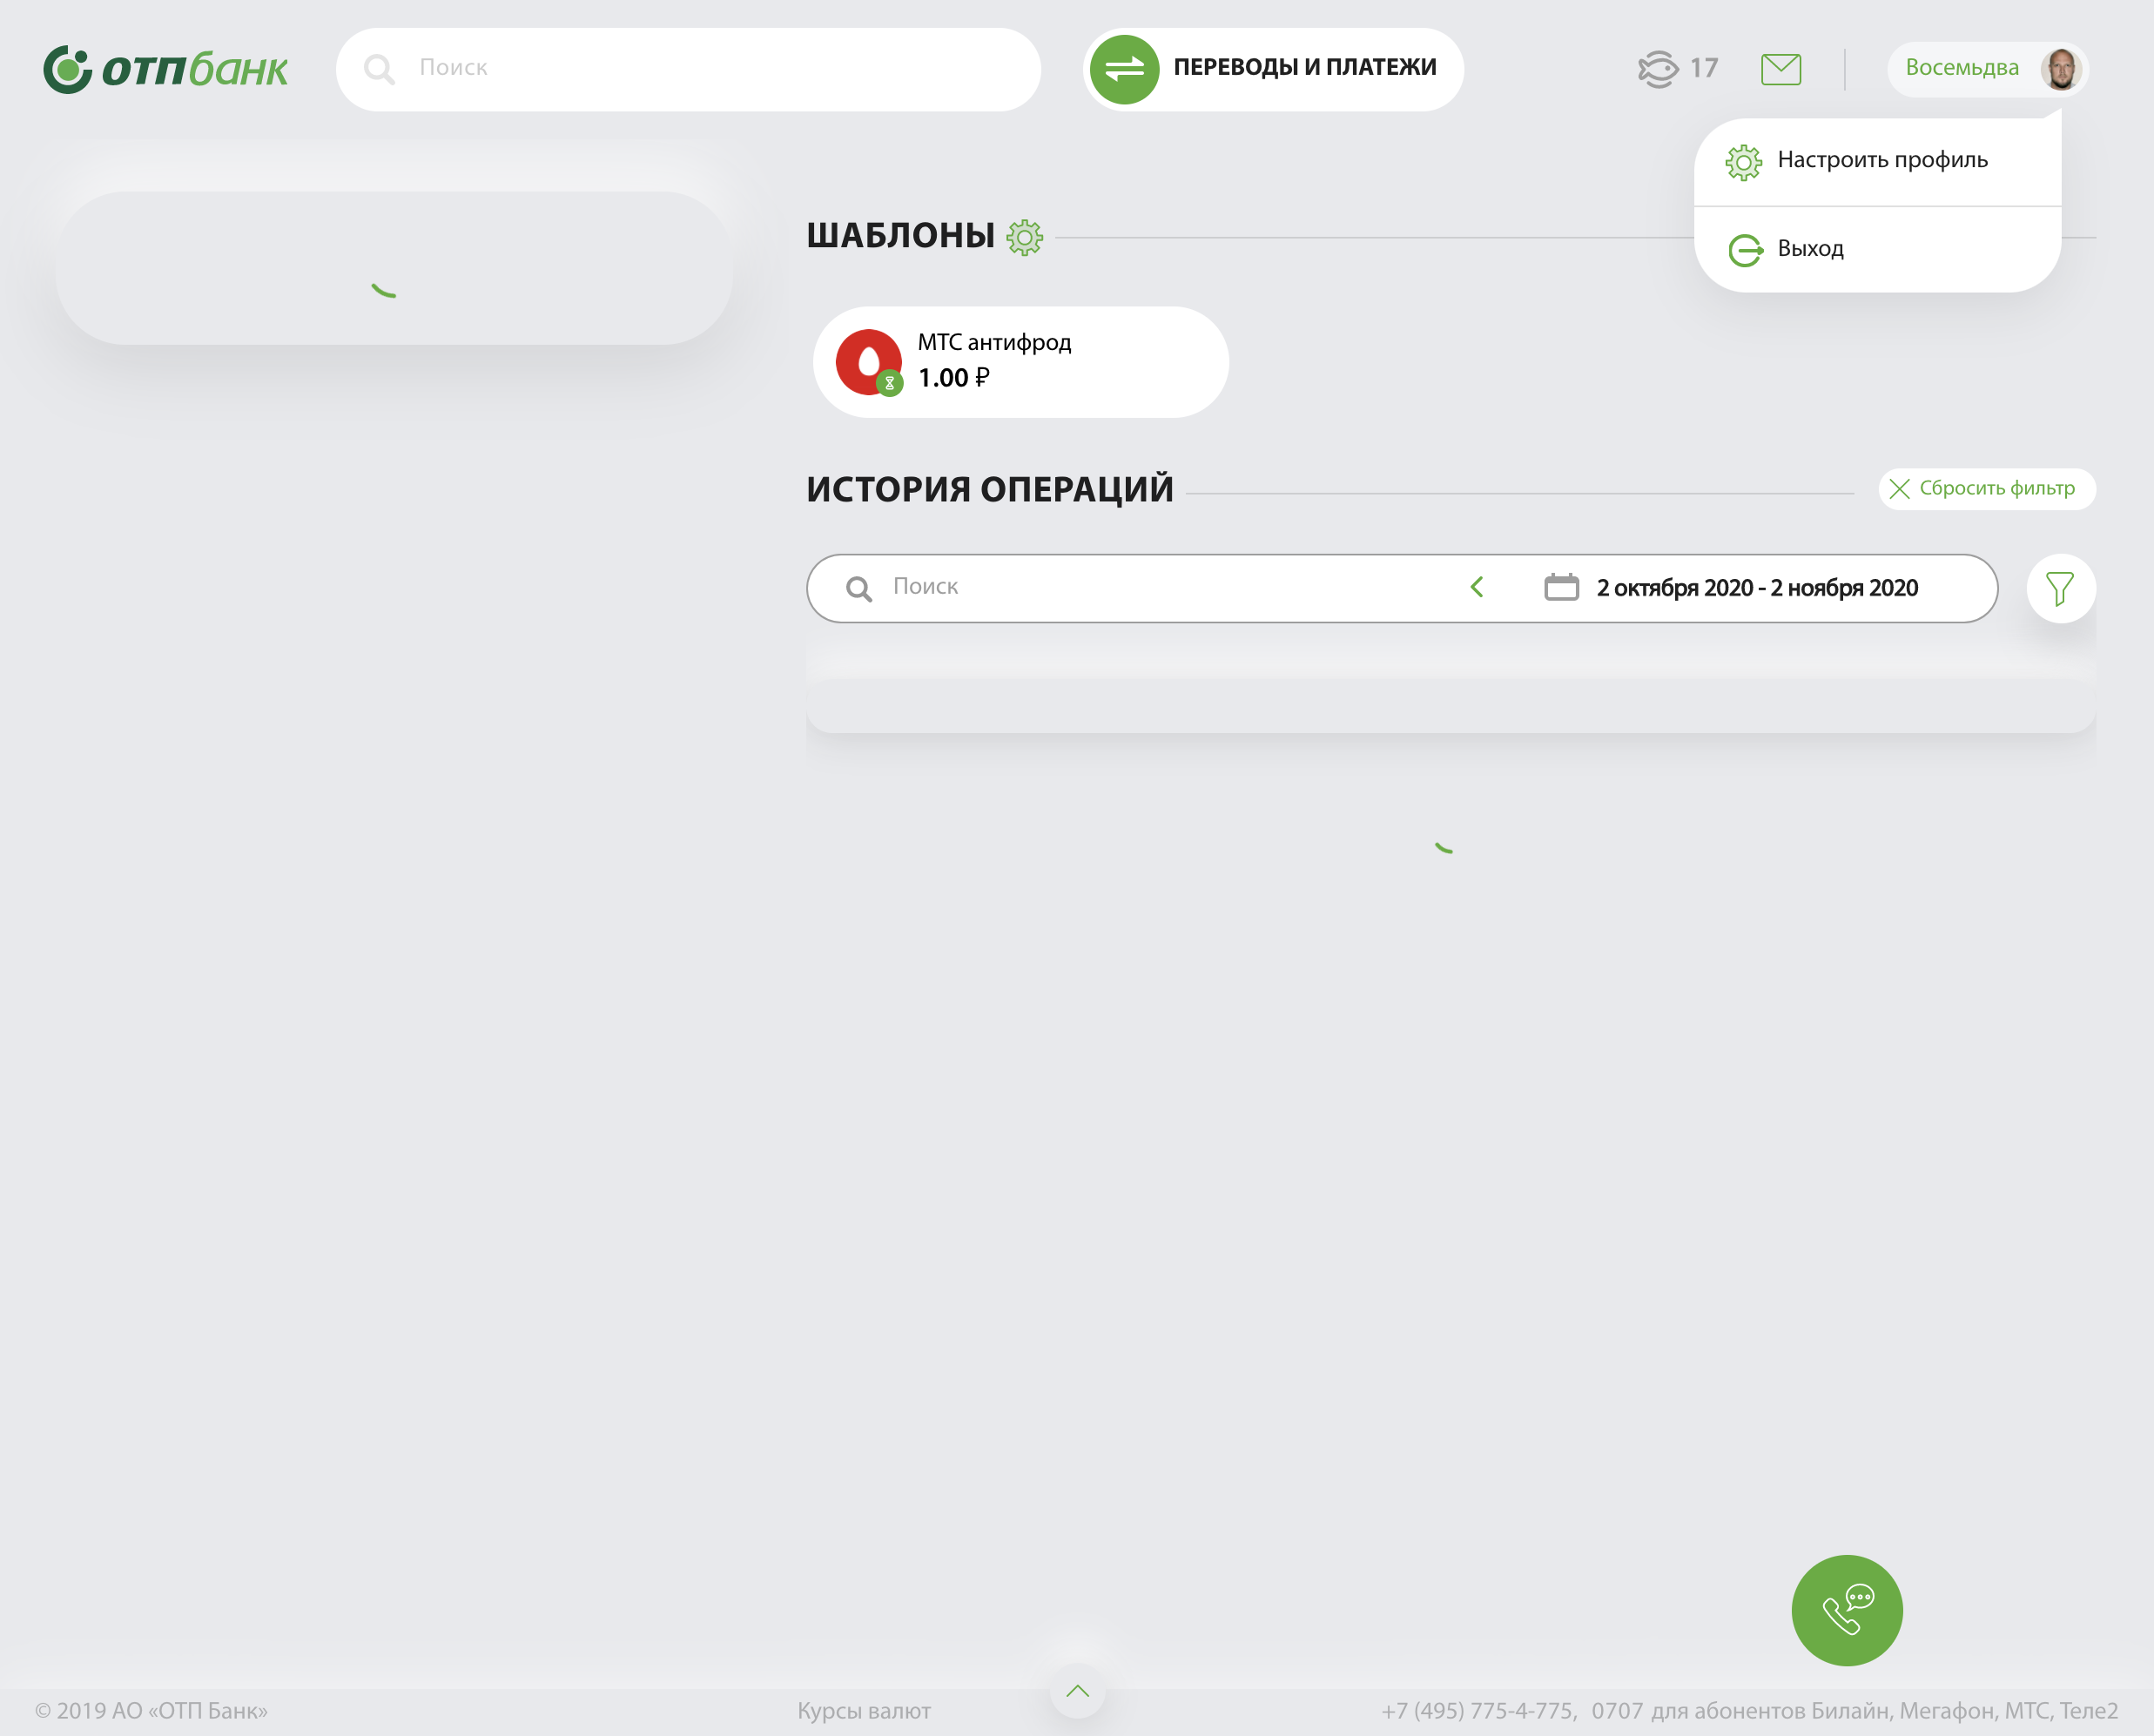 отпбанк
Поиск
ПЕРЕВОДЫ И ПЛАТЕЖИ
17
Восемьдва
Настроить профиль
Выход
ШАБЛОНЫ
МТС антифрод
1.00 ₽
ИСТОРИЯ ОПЕРАЦИЙ
Сбросить фильтр
Поиск
2 октября 2020 - 2 ноября 2020
© 2019 АО «ОТП Банк»
Курсы валют
+7 (495) 775-4-775, 0707 для абонентов Билайн, Мегафон, МТС, Теле2